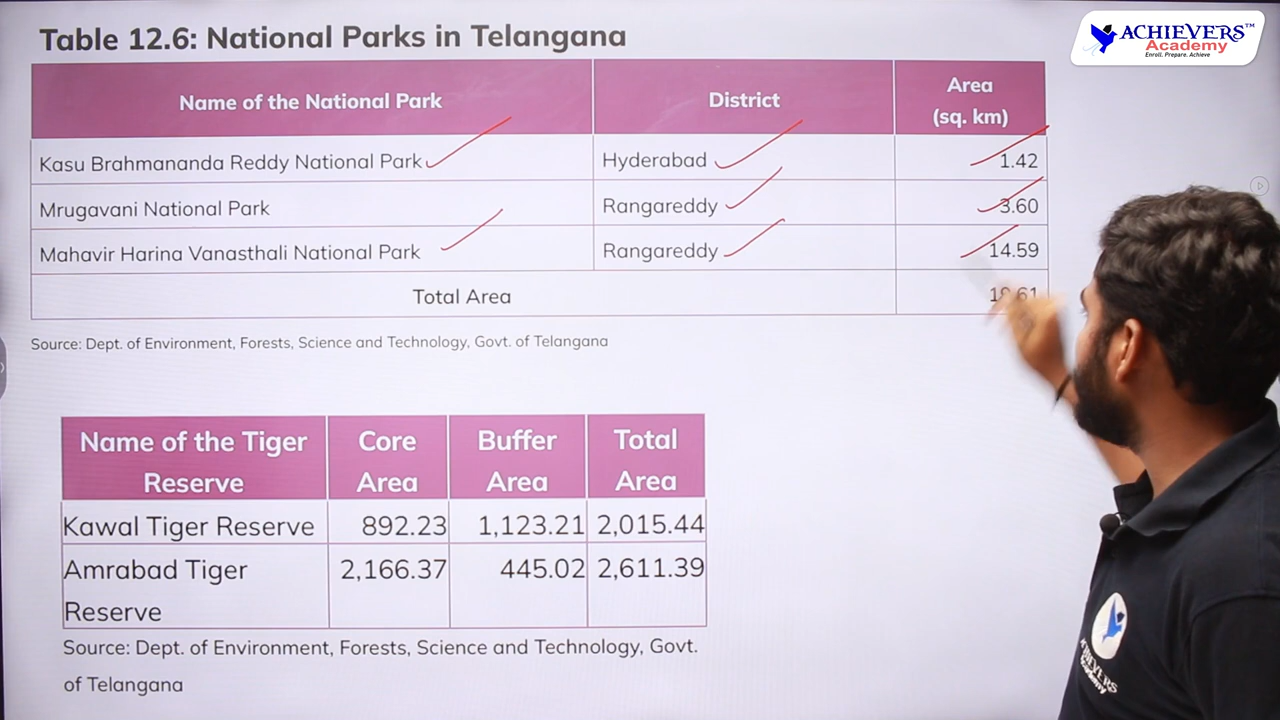 Table 12.6: National Parks in Telangana
ACHIEVERS™
Academy
Enroll. Prepare. Achieve
Name of the National Park District Area (sq. km)
Kasu Brahmananda Reddy National Park Hyderabad 1.42
Mrugavani National Park Rangareddy 3.60
Mahavir Harina Vanasthali National Park Rangareddy 14.59
Total Area 19.61
Source: Dept. of Environment, Forests, Science and Technology, Govt. of Telangana
Name of the Tiger Reserve Core Area Buffer Area Total Area
Kawal Tiger Reserve 892.23 1,123.21 2,015.44
Amrabad Tiger Reserve 2,166.37 445.02 2,611.39
Source: Dept. of Environment, Forests, Science and Technology, Govt.
of Telangana
ACHIEVERS
Academy